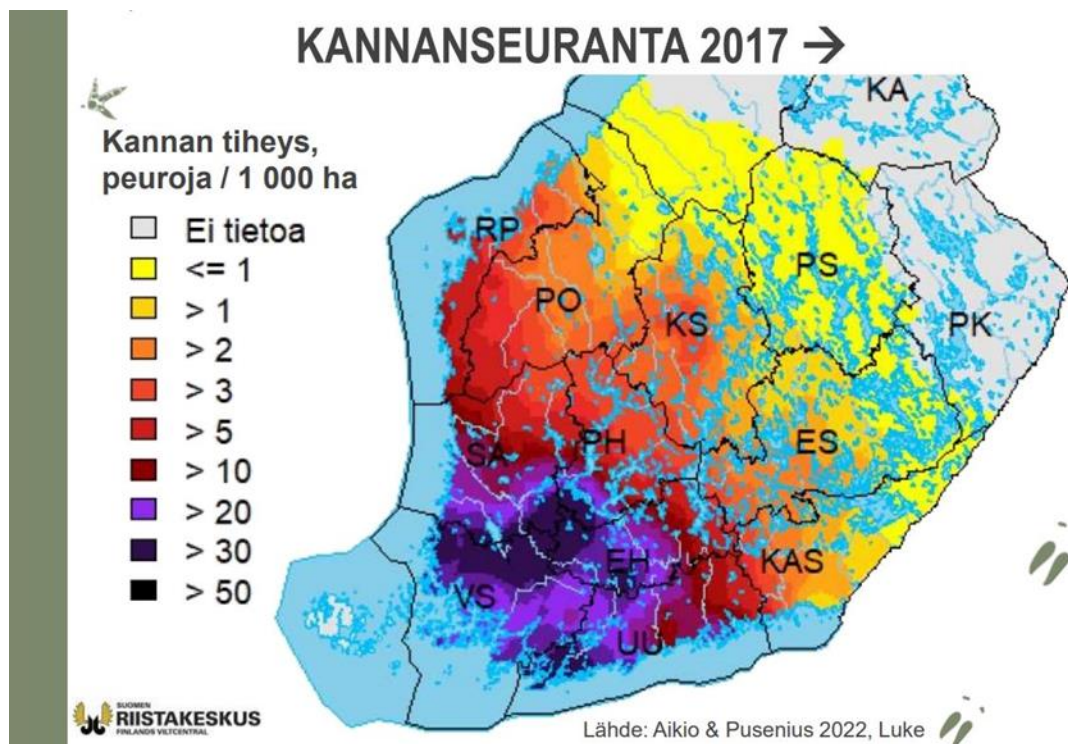 KANNANSEURANTA 2017 →
Kannan tiheys,
peuroja / 1 000 ha
Ei tietoa
<= 1
> 1
> 2
> 3
> 5
> 10
> 20
> 30
> 50
KA
RP
PO
KS
PS
PK
SA
PH
ES
VS
EH
KAS
UU
SUOMEN
RIISTAKESKUS
FINLANDS VILTCENTRAL
Lähde: Aikio & Pusenius 2022, Luke